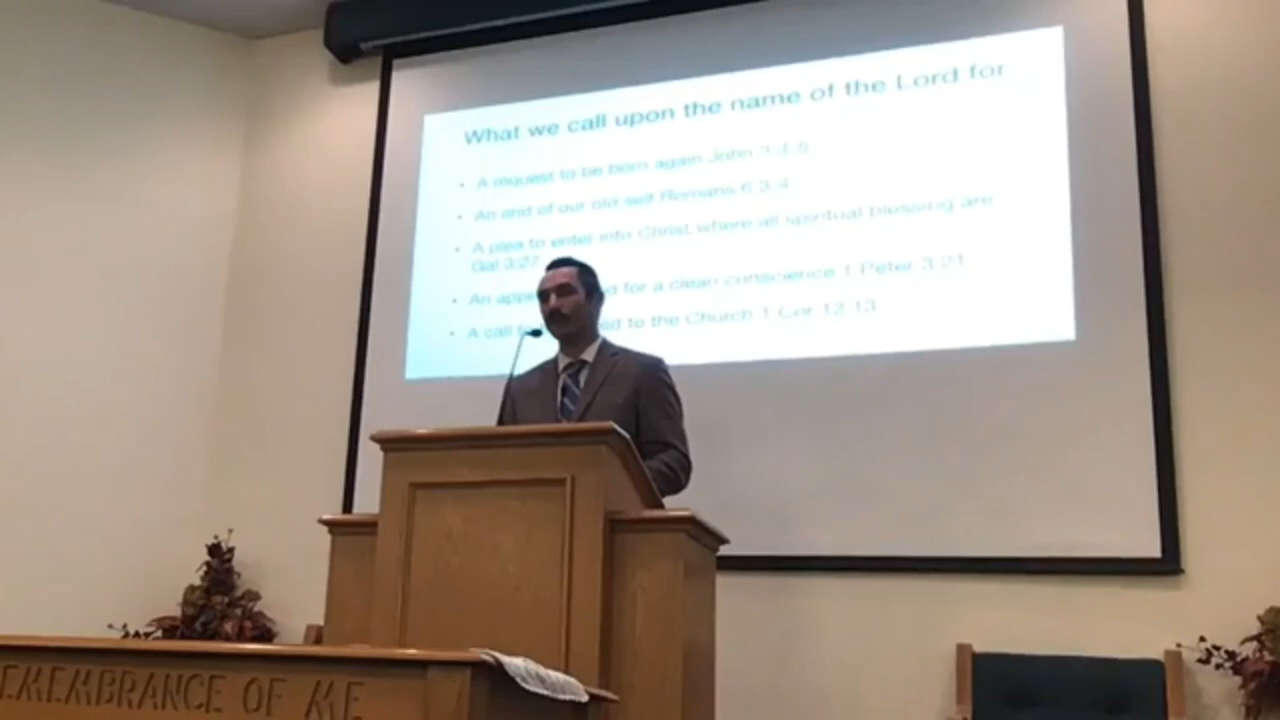 What we call upon the name of the Lord for
• A request to be born again John 3:3-5
• An end of our old self Romans 6:3-4
• A plea to enter into Christ where all spiritual blessing are
Gal 3:27
• An for a clean conscience 1 Peter 3:21
• A call to the Church 1 Cor 12:13
EMEMBRANCE OF ME